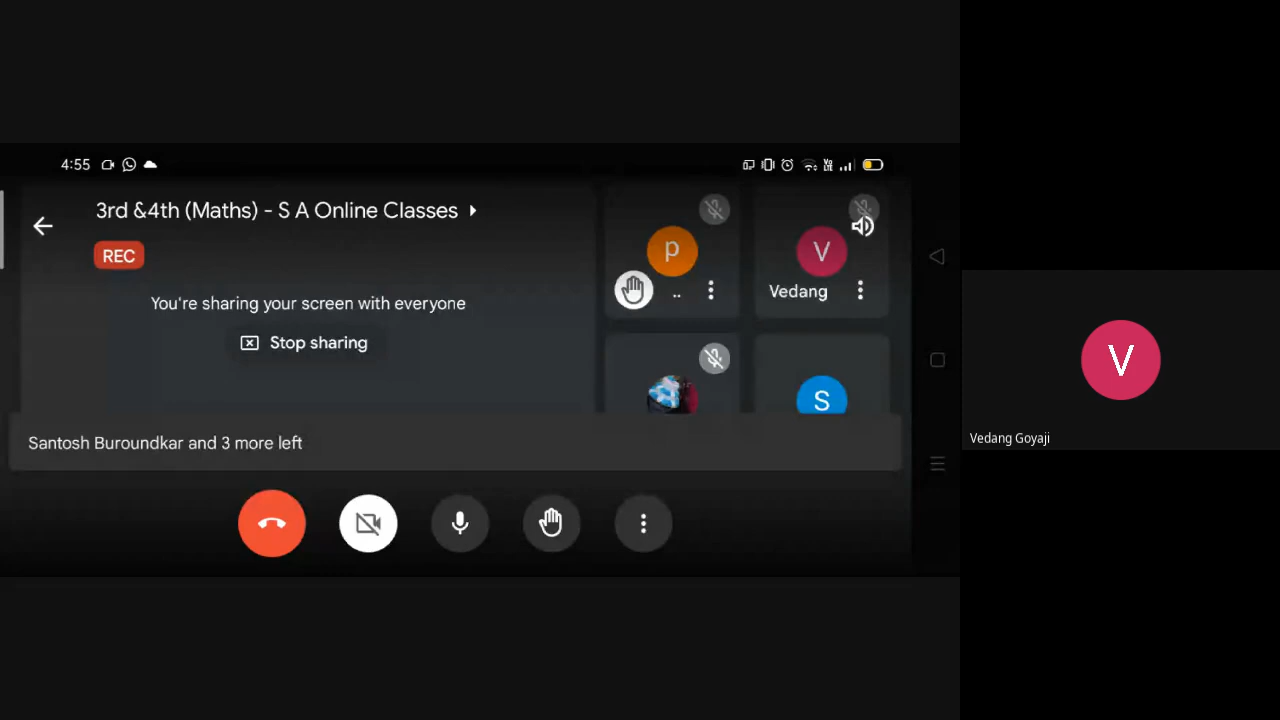 4:55
3rd &4th (Maths) - S A Online Classes
REC
You're sharing your screen with everyone
Stop sharing
P
..
V
Vedang
S
Santosh Buroundkar and 3 more left
V
Vedang Goyaji